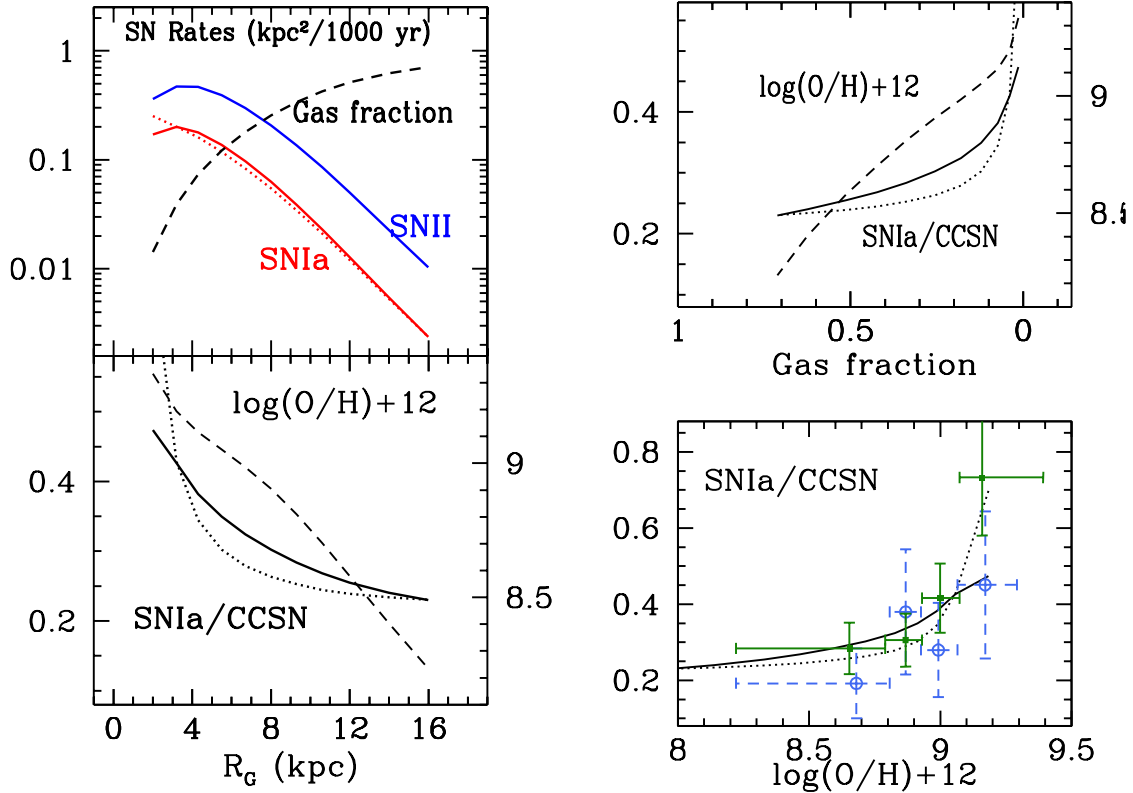 SN Rates (kpc²/1000 yr)
1
0.1
0.01
Gas fraction
SNII
SNIa
log(O/H)+12
0.4
0.2
9
8.5
SNIa/CCSN
0 4 8 12 16
R_G (kpc)
log(O/H)+12
0.4
0.2
9
SNIa/CCSN
1 0.5 0
Gas fraction
SNIa/CCSN
0.8
0.6
0.4
0.2
8 8.5 9 9.5
log(O/H)+12